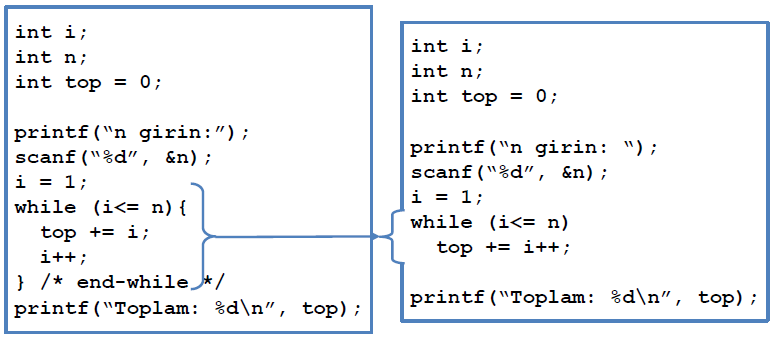 int i;
int n;
int top = 0;
printf(“n girin:”);
scanf(“%d”, &n);
i = 1;
while (i<= n){
top += i;
i++;
} /* end-while */
printf(“Toplam: %d\n”, top);
int i;
int n;
int top = 0;
printf(“n girin: “);
scanf(“%d”, &n);
i = 1;
while (i<= n)
top += i++;
printf(“Toplam: %d\n”, top);